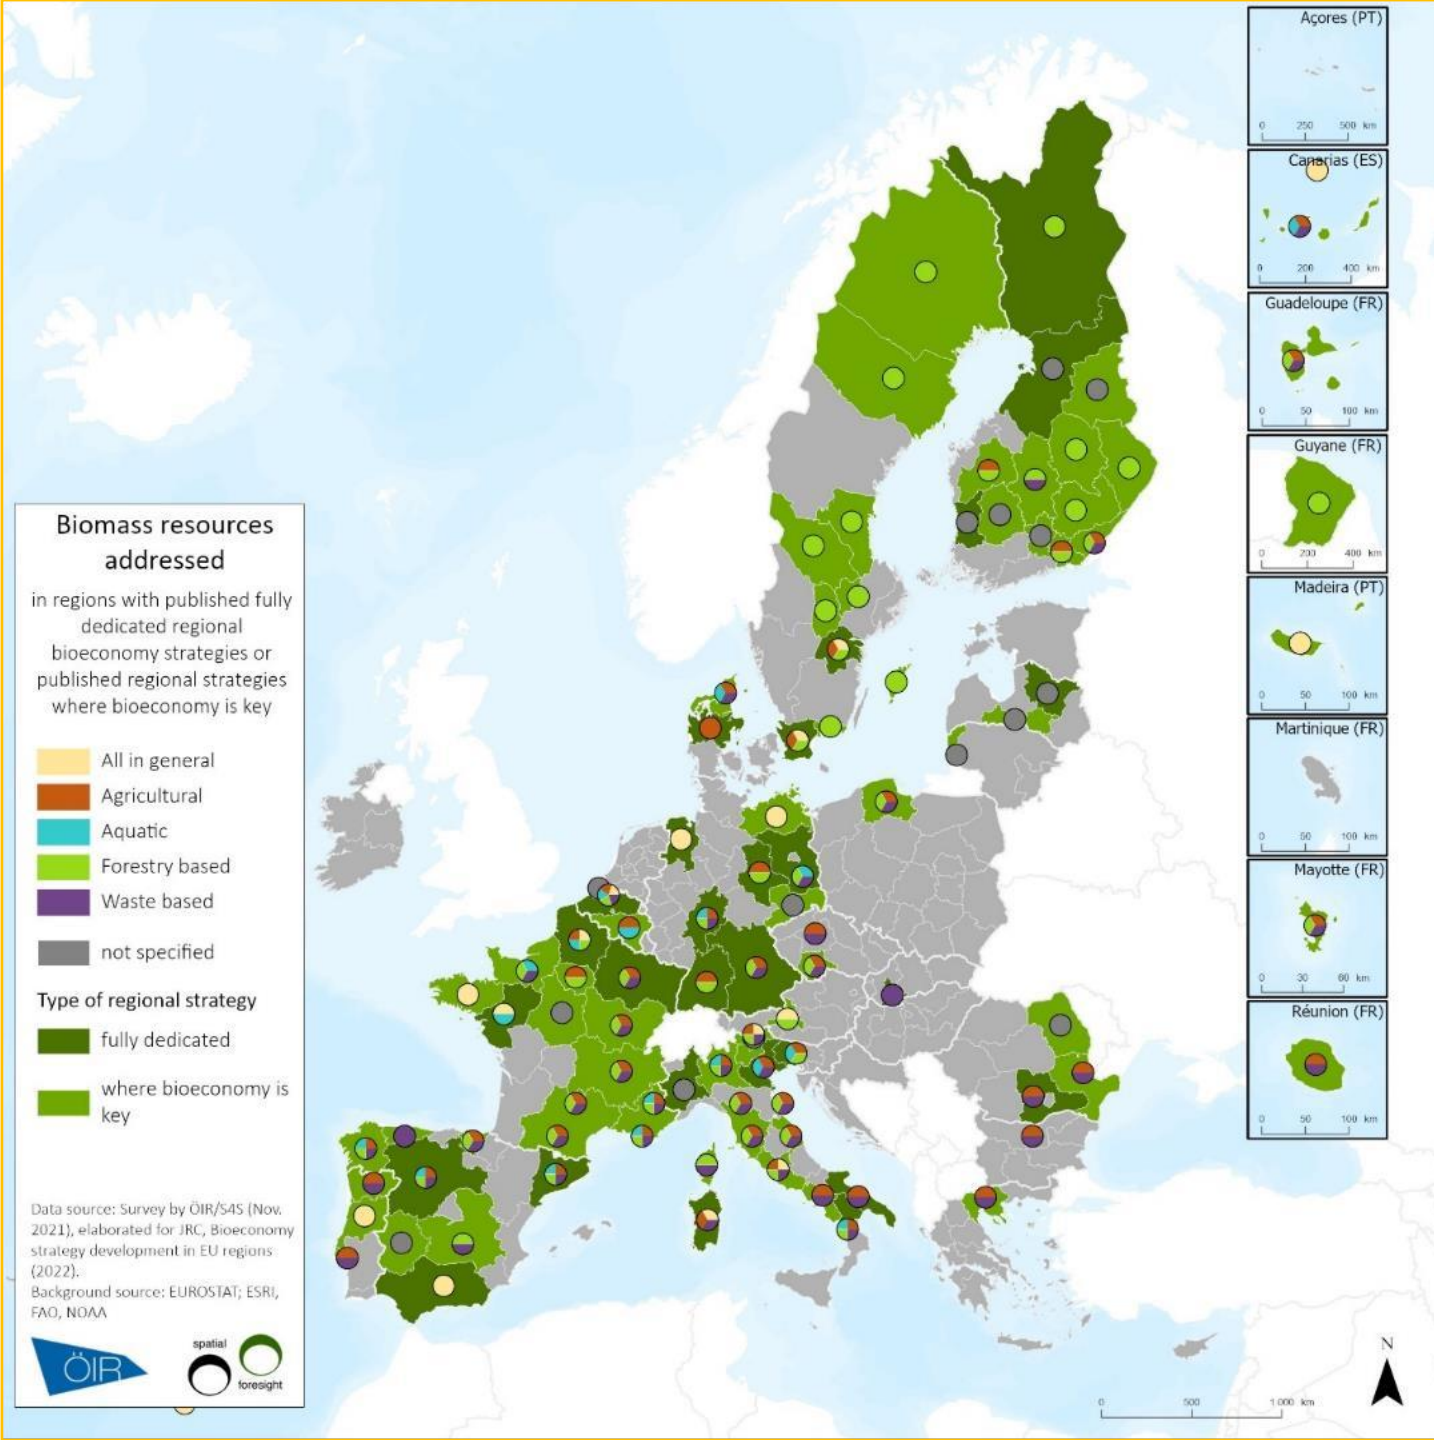 Biomass resources
addressed
in regions with published fully
dedicated regional
bioeconomy strategies or
published regional strategies
where bioeconomy is key
All in general
Agricultural
Aquatic
Forestry based
Waste based
not specified
Type of regional strategy
fully dedicated
where bioeconomy is
key
Data source: Survey by ÖIR/S4S (Nov.
2021), elaborated for JRC, Bioeconomy
strategy development in EU regions
(2022).
Background source: EUROSTAT; ESRI,
FAO, NOAA
ÖIR
spatial
foresight
Açores (PT)
0 250 500 km
Canarias (ES)
0 200 400 km
Guadeloupe (FR)
0 50 100 km
Guyane (FR)
0 200 400 km
Madeira (PT)
0 50 100 km
Martinique (FR)
0 50 100 km
Mayotte (FR)
0 30 60 km
Réunion (FR)
0 50 100 km
N
0 500 1 000 km